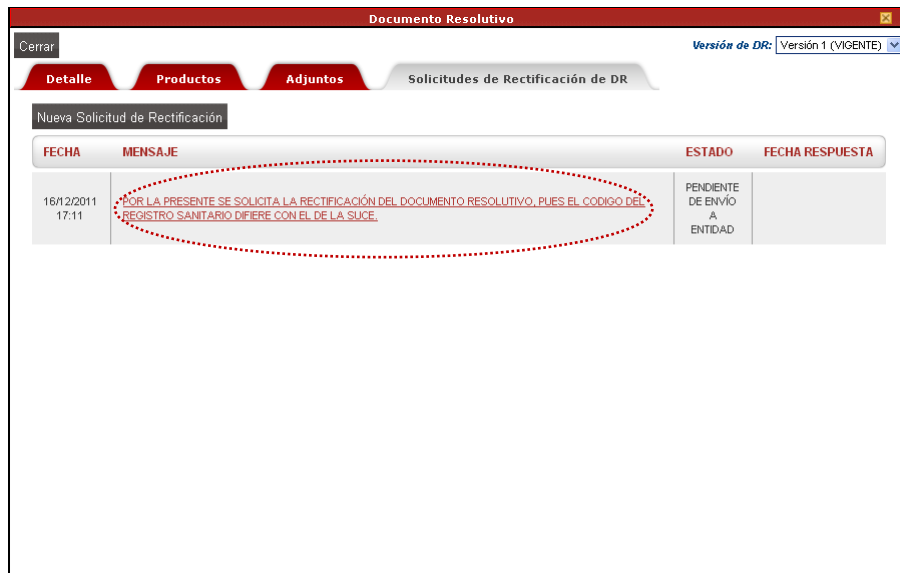 Documento Resolutivo
Cerrar
Versión de DR: Versión 1 (VIGENTE)
Detalle Productos Adjuntos Solicitudes de Rectificación de DR
Nueva Solicitud de Rectificación
FECHA MENSAJE ESTADO FECHA RESPUESTA
16/12/2011
17:11
POR LA PRESENTE SE SOLICITA LA RECTIFICACIÓN DEL DOCUMENTO RESOLUTIVO, PUES EL CODIGO DEL
REGISTRO SANITARIO DIFIERE CON EL DE LA SUCE.
PENDIENTE
DE ENVÍO
A
ENTIDAD